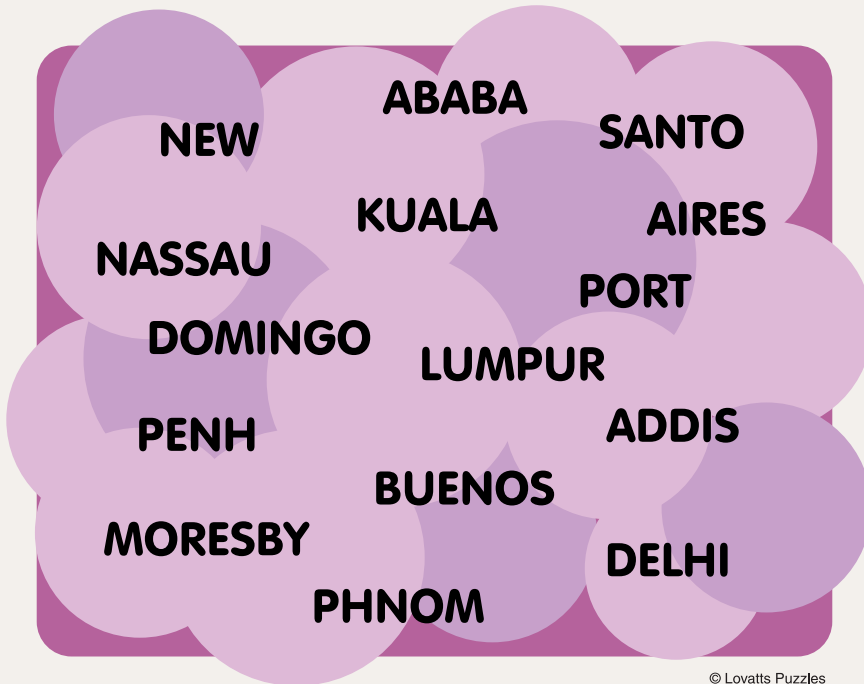 ABABA
SANTO
NEW
KUALA
AIRES
NASSAU
PORT
DOMINGO
LUMPUR
ADDIS
PENH
BUENOS
MORESBY
DELHI
PHNOM
© Lovatts Puzzles